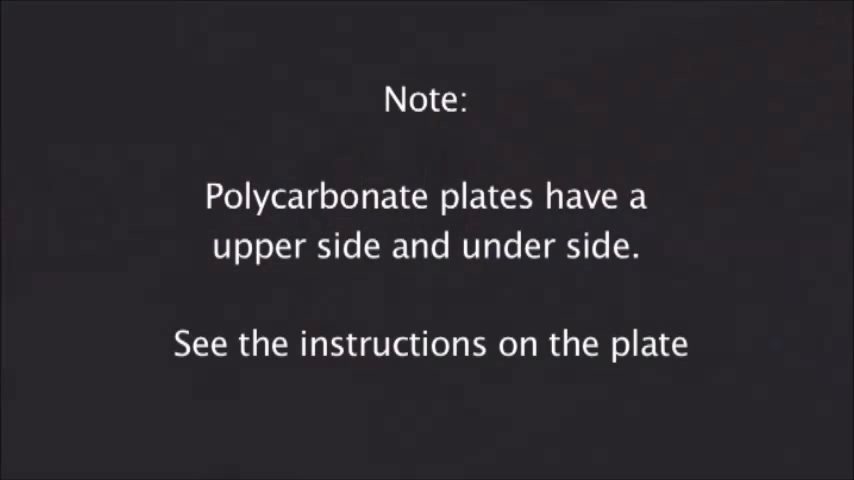 Note:
Polycarbonate plates have a
upper side and under side.
See the instructions on the plate